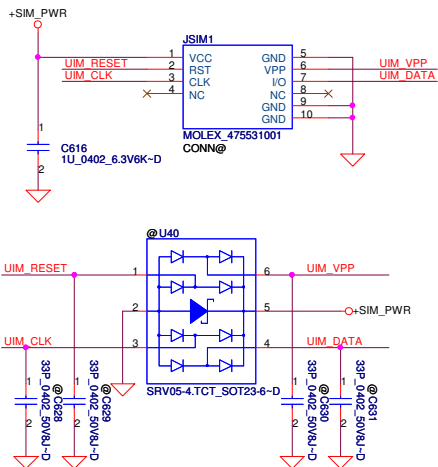 +SIM_PWR
JSIM1
UIM_RESET
UIM_CLK
1
2
3
4
VCC
RST
CLK
NC
GND
VPP
I/O
NC
GND
GND
5
6
7
8
9
10
UIM_VPP
UIM_DATA
MOLEX_475531001
CONN@
1
2
C616
1U_0402_6.3V6K~D
@U40
UIM_RESET
UIM_CLK
1
2
3
6
5
4
UIM_VPP
+SIM_PWR
UIM_DATA
SRV05-4.TCT_SOT23-6~D
1
2
@C628
33P_0402_50V8J~D
1
2
@C629
33P_0402_50V8J~D
1
2
@C630
33P_0402_50V8J~D
1
2
@C631
33P_0402_50V8J~D